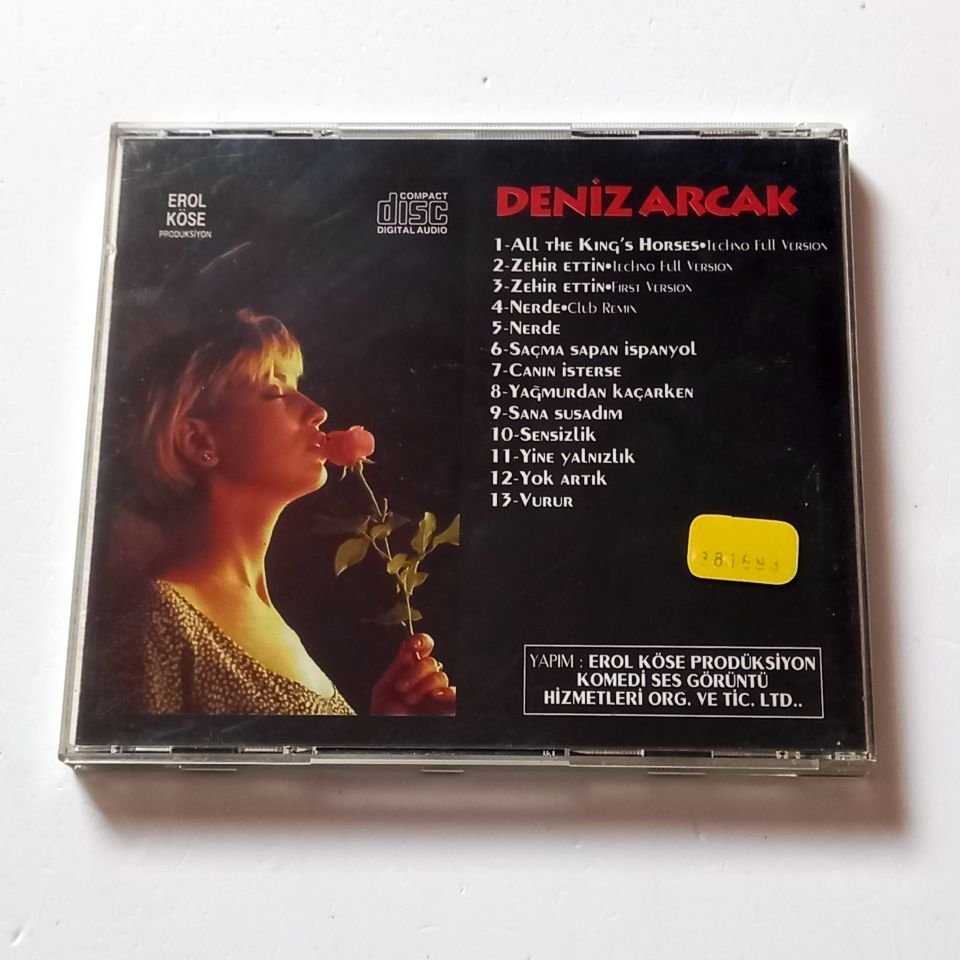 EROL
KÖSE
PRODUKSİYON
COMPACT
disc
DIGITAL AUDIO
DENİZ ARCAK
1-All the King's Horses•Techno Full Version
2-Zehir ettin•Techno Full Version
3-Zehir ettin•First Version
4-Nerde•Club Remix
5-Nerde
6-Saçma sapan ispanyol
7-Canın isterse
8-Yağmurdan kaçarken
9-Sana susadım
10-Sensizlik
11-Yine yalnızlık
12-Yok artık
13-Vurur
YAPIM : EROL KÖSE PRODÜKSİYON
KOMEDİ SES GÖRÜNTÜ
HİZMETLERİ ORG. VE TİC. LTD..